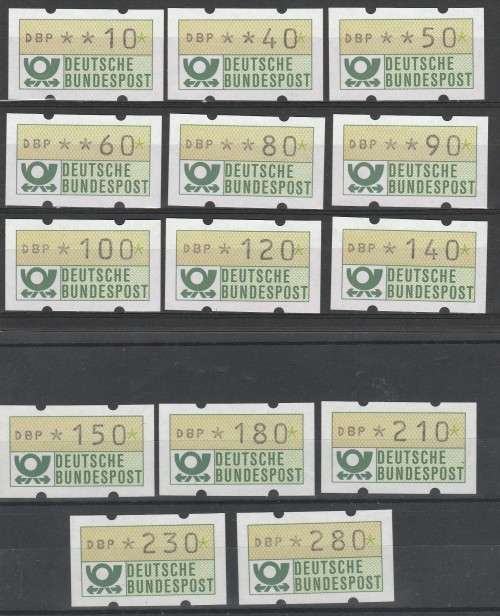 DBP **10*
DEUTSCHE
BUNDESPOST
DBP **40*
DEUTSCHE
BUNDESPOST
DBP **50*
DEUTSCHE
BUNDESPOST
DBP **60*
DEUTSCHE
BUNDESPOST
DBP **80*
DEUTSCHE
BUNDESPOST
DBP **90*
DEUTSCHE
BUNDESPOST
DBP *100*
DEUTSCHE
BUNDESPOST
DBP *120*
DEUTSCHE
BUNDESPOST
DBP *140*
DEUTSCHE
BUNDESPOST
DBP *150*
DEUTSCHE
BUNDESPOST
DBP *180*
DEUTSCHE
BUNDESPOST
DBP *210*
DEUTSCHE
BUNDESPOST
DBP *230*
DEUTSCHE
BUNDESPOST
DBP *280*
DEUTSCHE
BUNDESPOST